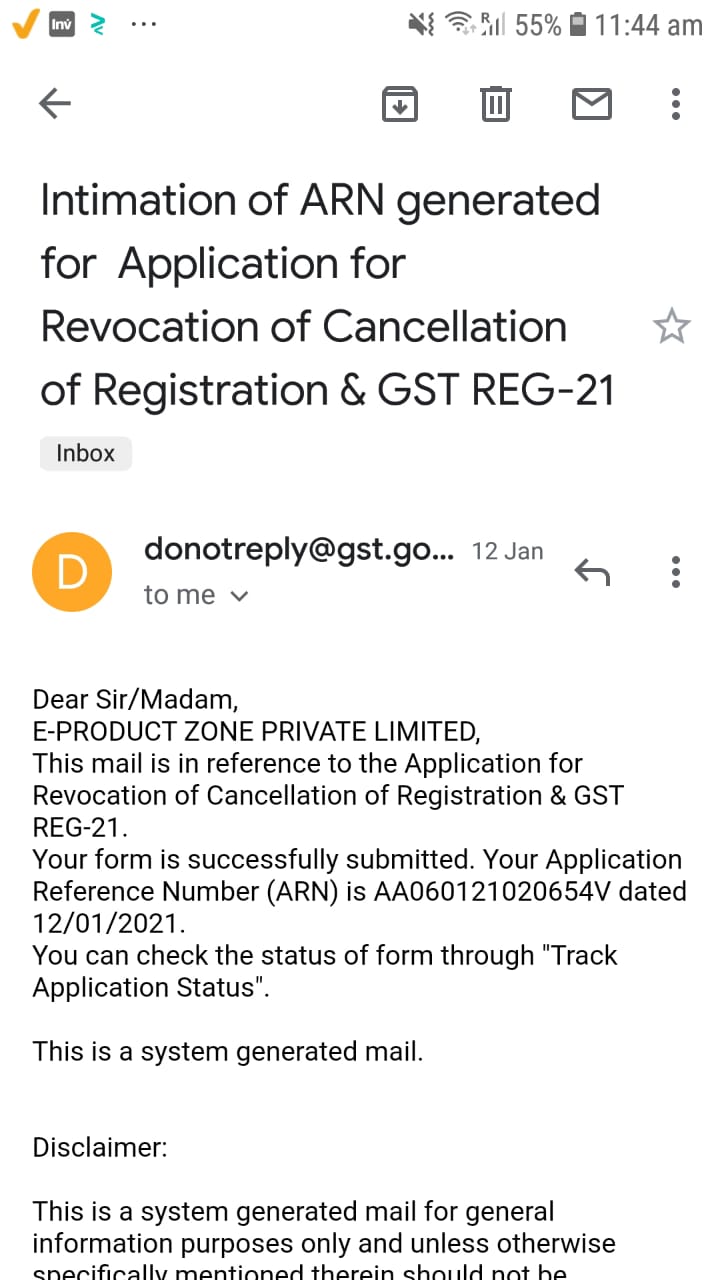 Inv ... R 55% 11:44 am
Intimation of ARN generated
for  Application for
Revocation of Cancellation
of Registration & GST REG-21
Inbox
D
donotreply@gst.go... 12 Jan
to me
Dear Sir/Madam,
E-PRODUCT ZONE PRIVATE LIMITED,
This mail is in reference to the Application for
Revocation of Cancellation of Registration & GST
REG-21.
Your form is successfully submitted. Your Application
Reference Number (ARN) is AA060121020654V dated
12/01/2021.
You can check the status of form through "Track
Application Status".
This is a system generated mail.
Disclaimer:
This is a system generated mail for general
information purposes only and unless otherwise
specifically mentioned therein should not be